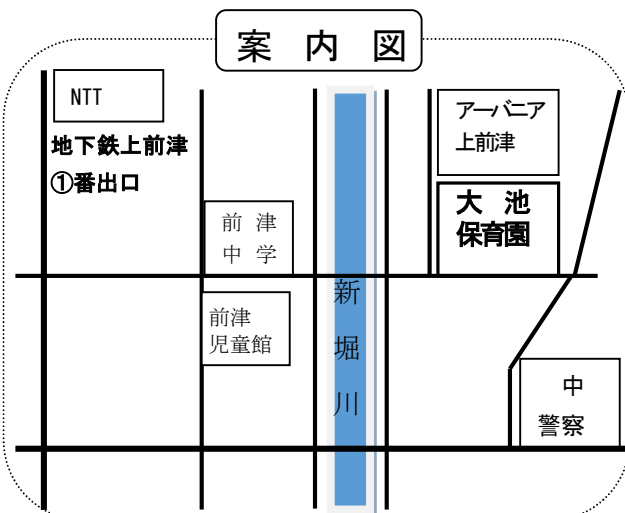 案 内 図
NTT
地下鉄上前津
①番出口
アーバニア
上前津
大 池
保育園
前 津
中 学
前津
児童館
新
堀
川
中
警察